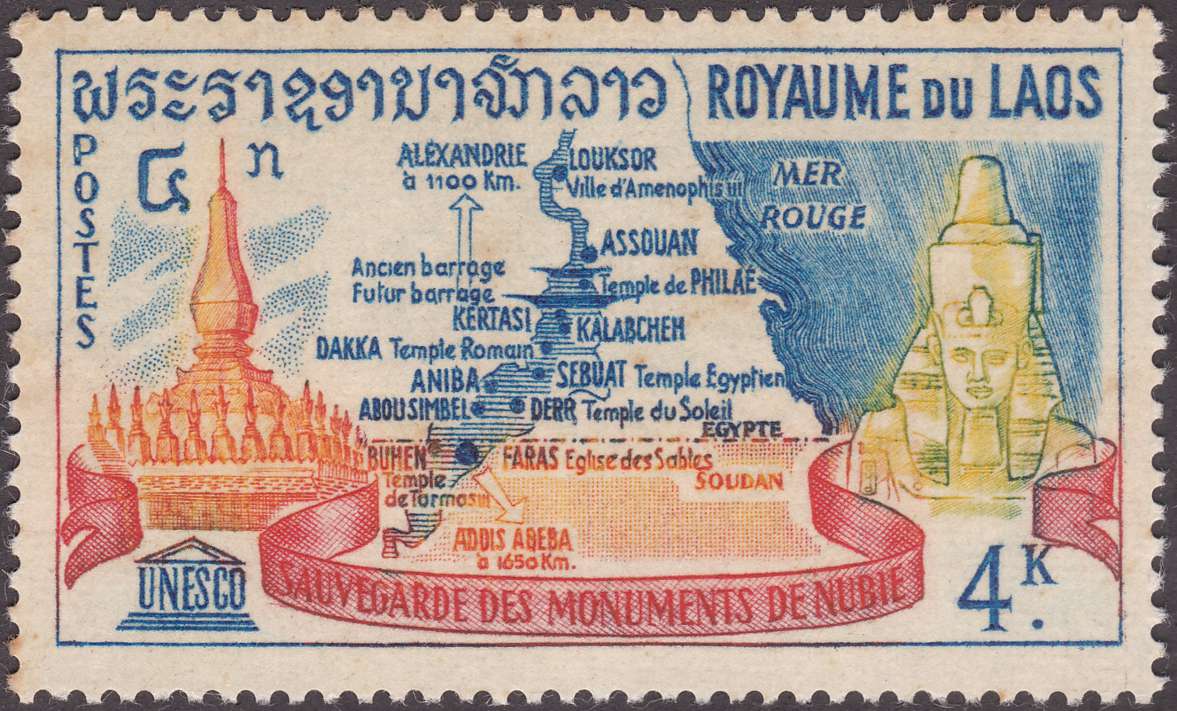 ພຣະຣາຊອານາຈັກລາວ
ROYAUME DU LAOS
POSTES
໔ ກ
ALEXANDRIE
à 1100 Km.
LOUKSOR
Ville d'Amenophis III
MER
ROUGE
ASSOUAN
Ancien barrage
Temple de PHILAÉ
Futur barrage
KERTASI
KALABCHEH
DAKKA Temple Romain
ANIBA
SEBUAT Temple Egyptien
ABOUSIMBEL
DERR Temple du Soleil
EGYPTE
BUHEN
FARAS Eglise des Sables
Temple
SOUDAN
de Tormosiii
ADDIS ABEBA
à 1650 Km.
UNESCO
SAUVEGARDE DES MONUMENTS DE NUBIE
4K.